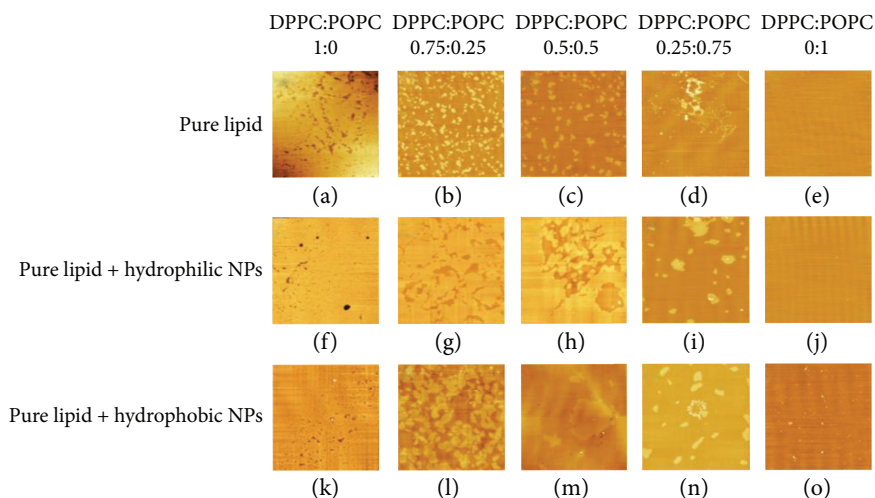 DPPC:POPC DPPC:POPC DPPC:POPC DPPC:POPC DPPC:POPC
1:0 0.75:0.25 0.5:0.5 0.25:0.75 0:1
Pure lipid
(a) (b) (c) (d) (e)
Pure lipid + hydrophilic NPs
(f) (g) (h) (i) (j)
Pure lipid + hydrophobic NPs
(k) (l) (m) (n) (o)